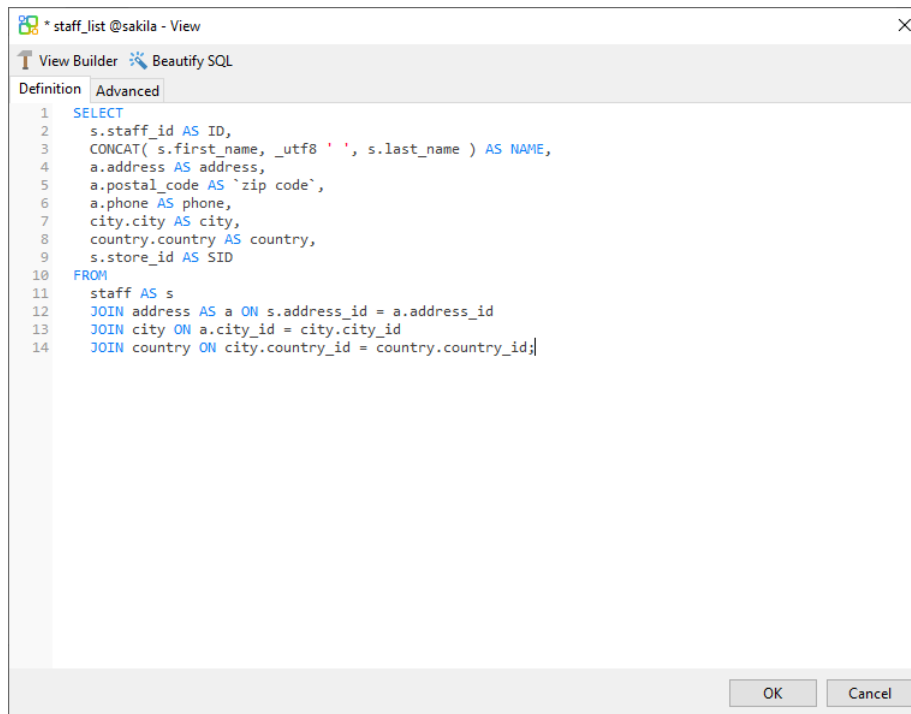 * staff_list @sakila - View
View Builder Beautify SQL
Definition Advanced
1 SELECT
2 s.staff_id AS ID,
3 CONCAT( s.first_name, _utf8 ' ', s.last_name ) AS NAME,
4 a.address AS address,
5 a.postal_code AS `zip code`,
6 a.phone AS phone,
7 city.city AS city,
8 country.country AS country,
9 s.store_id AS SID
10 FROM
11 staff AS s
12 JOIN address AS a ON s.address_id = a.address_id
13 JOIN city ON a.city_id = city.city_id
14 JOIN country ON city.country_id = country.country_id;
OK Cancel